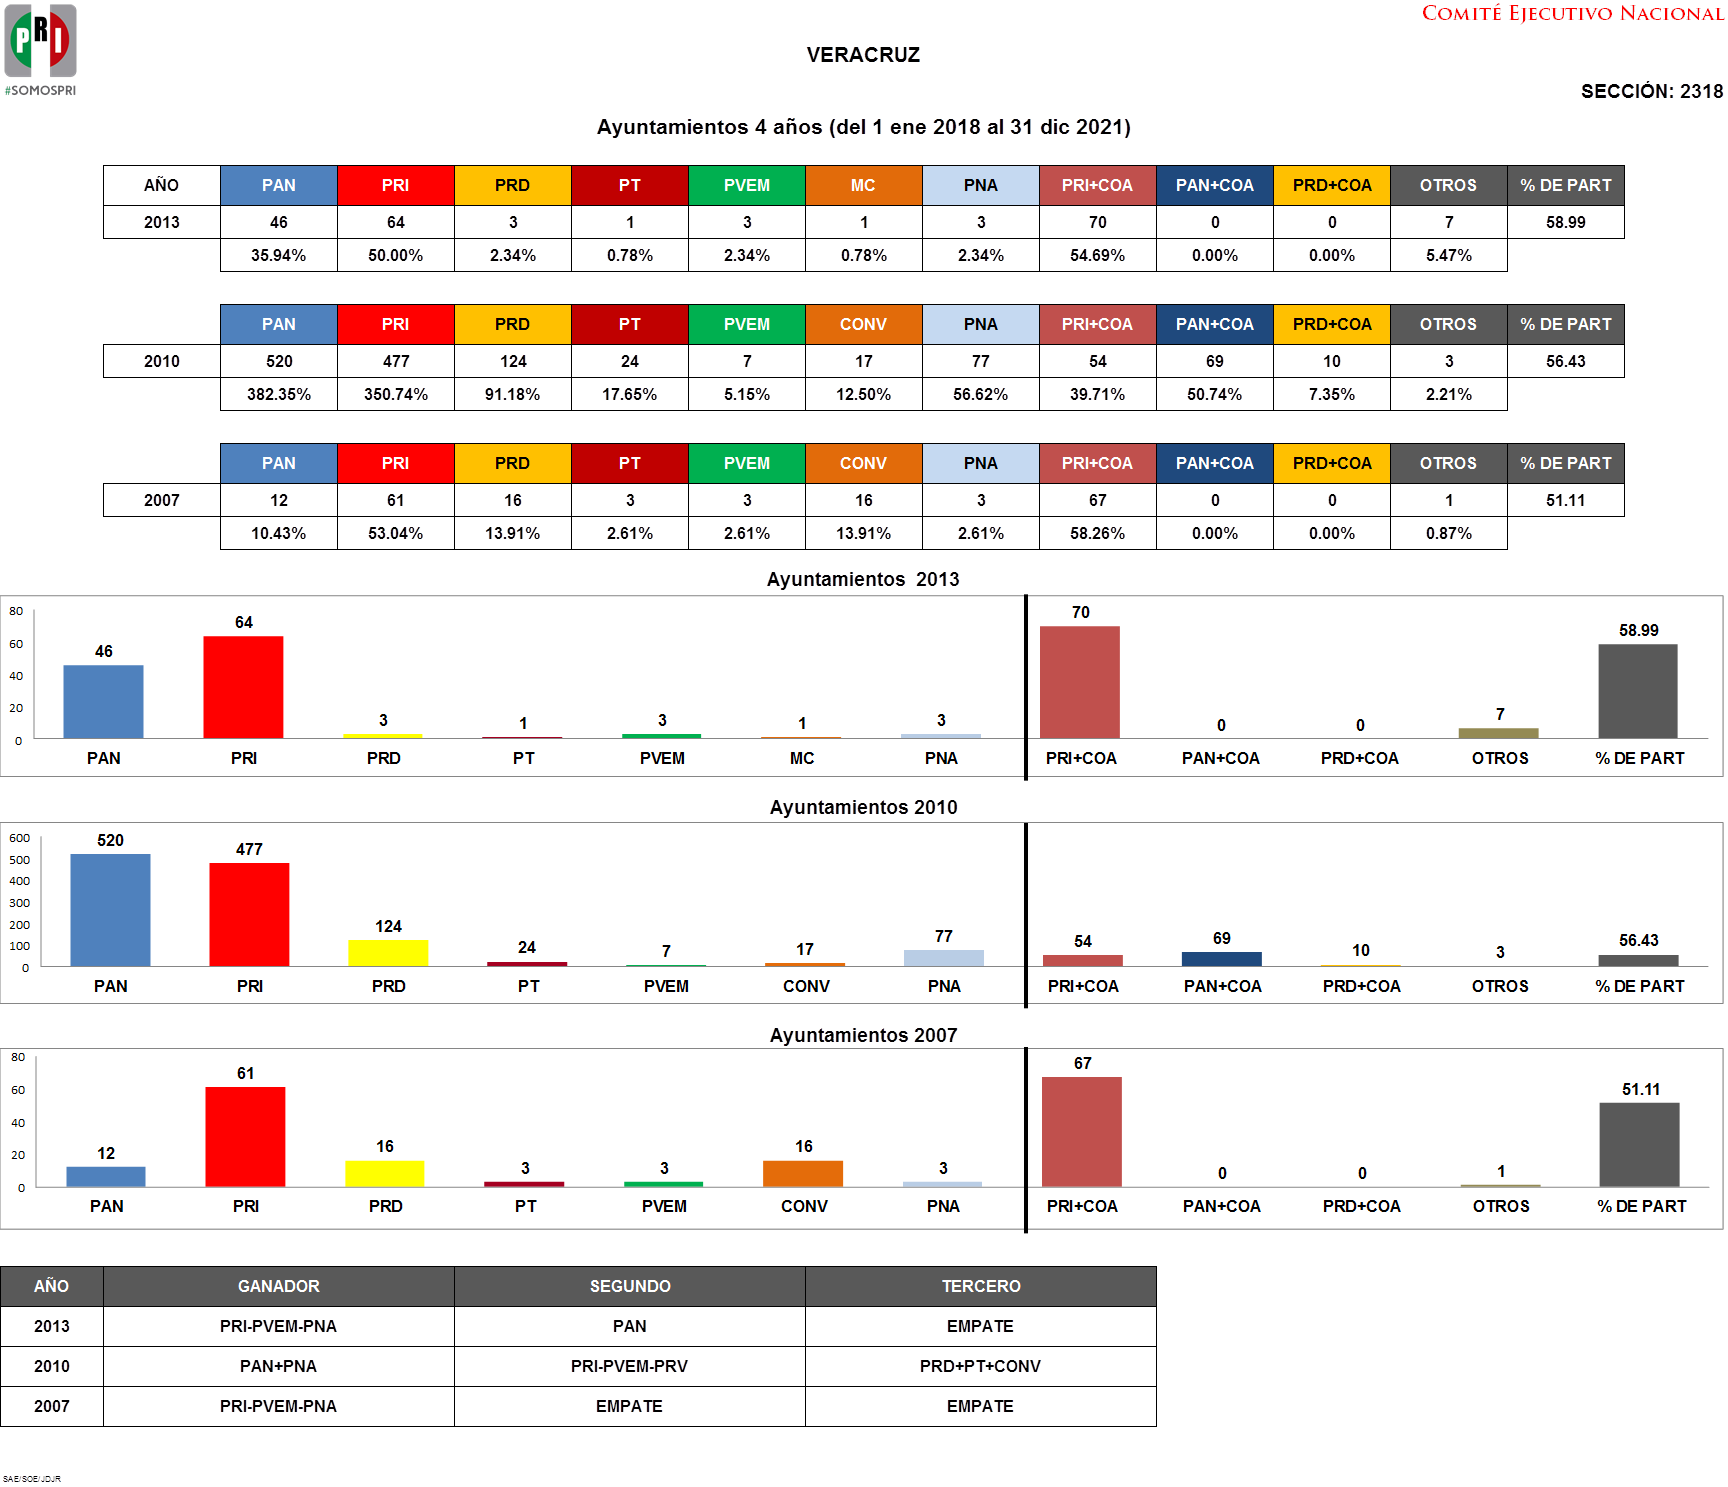 PRI
#SOMOSPRI
COMITÉ EJECUTIVO NACIONAL
VERACRUZ
SECCIÓN: 2318
Ayuntamientos 4 años (del 1 ene 2018 al 31 dic 2021)
AÑO PAN PRI PRD PT PVEM MC PNA PRI+COA PAN+COA PRD+COA OTROS % DE PART
2013 46 64 3 1 3 1 3 70 0 0 7 58.99
35.94% 50.00% 2.34% 0.78% 2.34% 0.78% 2.34% 54.69% 0.00% 0.00% 5.47%
PAN PRI PRD PT PVEM CONV PNA PRI+COA PAN+COA PRD+COA OTROS % DE PART
2010 520 477 124 24 7 17 77 54 69 10 3 56.43
382.35% 350.74% 91.18% 17.65% 5.15% 12.50% 56.62% 39.71% 50.74% 7.35% 2.21%
PAN PRI PRD PT PVEM CONV PNA PRI+COA PAN+COA PRD+COA OTROS % DE PART
2007 12 61 16 3 3 16 3 67 0 0 1 51.11
10.43% 53.04% 13.91% 2.61% 2.61% 13.91% 2.61% 58.26% 0.00% 0.00% 0.87%
Ayuntamientos 2013
80
60
40
20
0
46 64 3 1 3 1 3 70 0 0 7 58.99
PAN PRI PRD PT PVEM MC PNA PRI+COA PAN+COA PRD+COA OTROS % DE PART
Ayuntamientos 2010
600
500
400
300
200
100
0
520 477 124 24 7 17 77 54 69 10 3 56.43
PAN PRI PRD PT PVEM CONV PNA PRI+COA PAN+COA PRD+COA OTROS % DE PART
Ayuntamientos 2007
80
60
40
20
0
12 61 16 3 3 16 3 67 0 0 1 51.11
PAN PRI PRD PT PVEM CONV PNA PRI+COA PAN+COA PRD+COA OTROS % DE PART
AÑO GANADOR SEGUNDO TERCERO
2013 PRI-PVEM-PNA PAN EMPATE
2010 PAN+PNA PRI-PVEM-PRV PRD+PT+CONV
2007 PRI-PVEM-PNA EMPATE EMPATE
SAE/SOE/JDJR